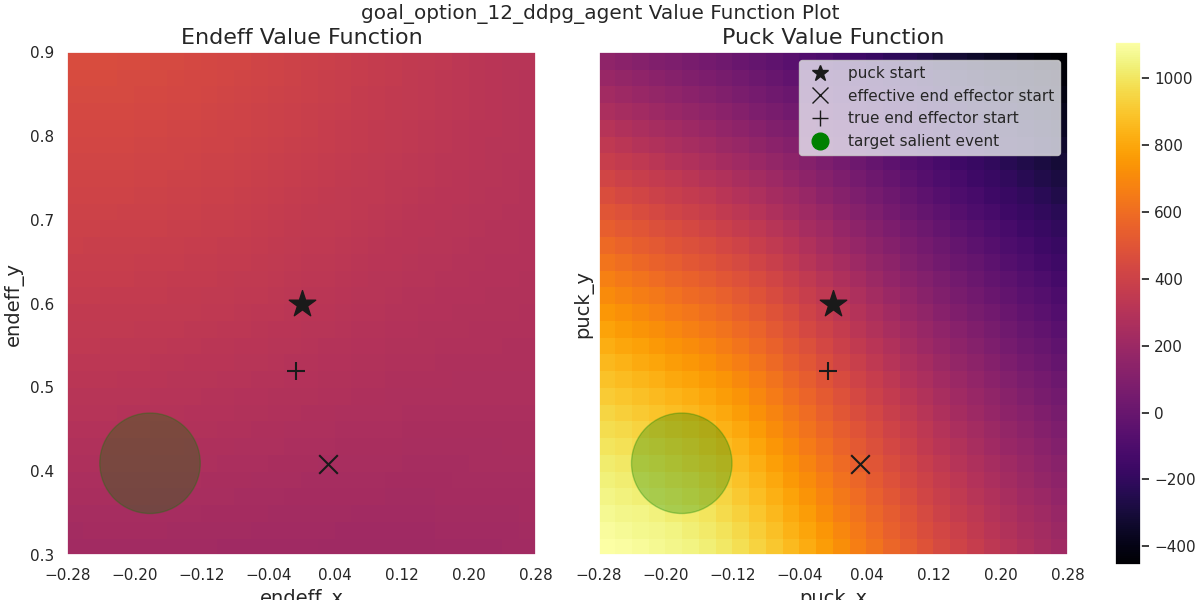 goal_option_12_ddpg_agent Value Function Plot
Endeff Value Function
Puck Value Function
0.9
0.8
0.7
0.6
0.5
0.4
0.3
endeff_y
−0.28 −0.20 −0.12 −0.04 0.04 0.12 0.20 0.28
endeff_x
puck_y
puck start
effective end effector start
true end effector start
target salient event
−0.28 −0.20 −0.12 −0.04 0.04 0.12 0.20 0.28
puck_x
1000
800
600
400
200
0
−200
−400